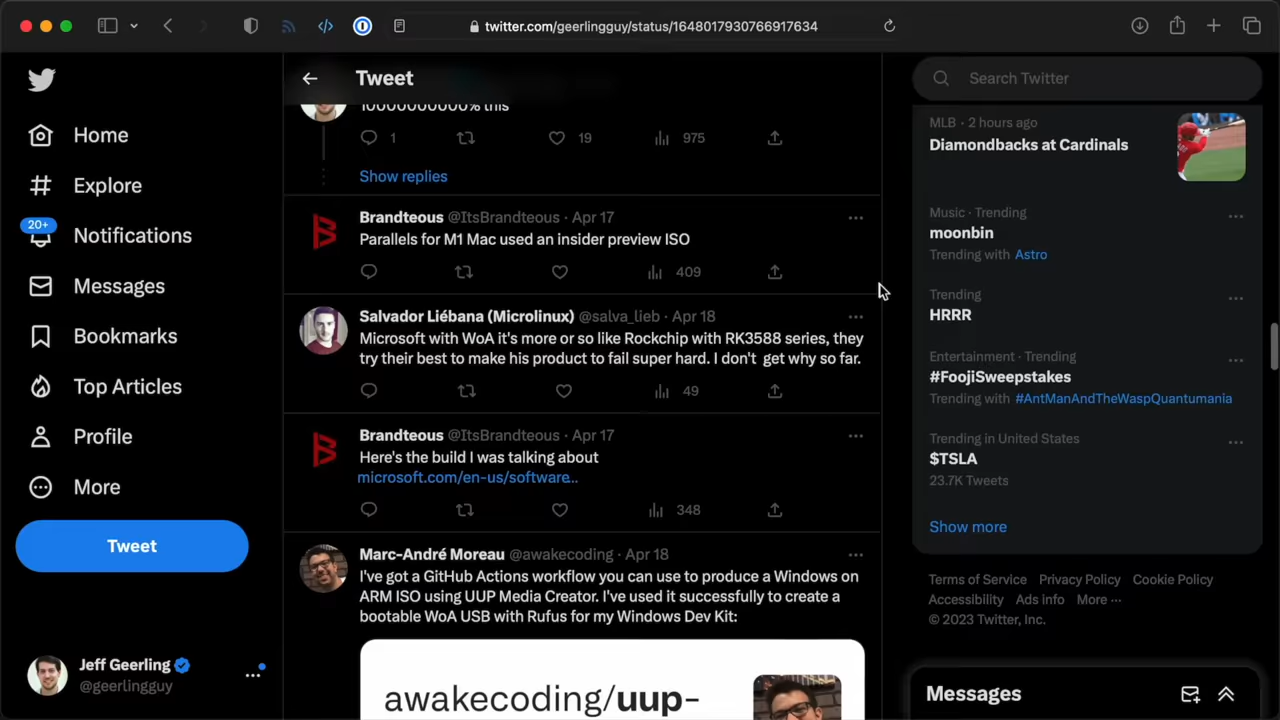 twitter.com/geerlingguy/status/1648017930766917634
Home
Explore
20+
Notifications
Messages
Bookmarks
Top Articles
Profile
More
Tweet
Jeff Geerling
@geerlingguy
Tweet
10000000000% this
1
19
975
Show replies
Brandteous @ItsBrandteous · Apr 17
Parallels for M1 Mac used an insider preview ISO
409
Salvador Liébana (Microlinux) @salva_lieb · Apr 18
Microsoft with WoA it's more or so like Rockchip with RK3588 series, they
try their best to make his product to fail super hard. I don't get why so far.
49
Brandteous @ItsBrandteous · Apr 17
Here's the build I was talking about
microsoft.com/en-us/software…
348
Marc-André Moreau @awakecoding · Apr 18
I've got a GitHub Actions workflow you can use to produce a Windows on
ARM ISO using UUP Media Creator. I've used it successfully to create a
bootable WoA USB with Rufus for my Windows Dev Kit:
awakecoding/uup-
Search Twitter
MLB · 2 hours ago
Diamondbacks at Cardinals
Music · Trending
moonbin
Trending with Astro
Trending
HRRR
Entertainment · Trending
#FoojiSweepstakes
Trending with #AntManAndTheWaspQuantumania
Trending in United States
$TSLA
23.7K Tweets
Show more
Terms of Service Privacy Policy Cookie Policy
Accessibility Ads info More ···
© 2023 Twitter, Inc.
Messages